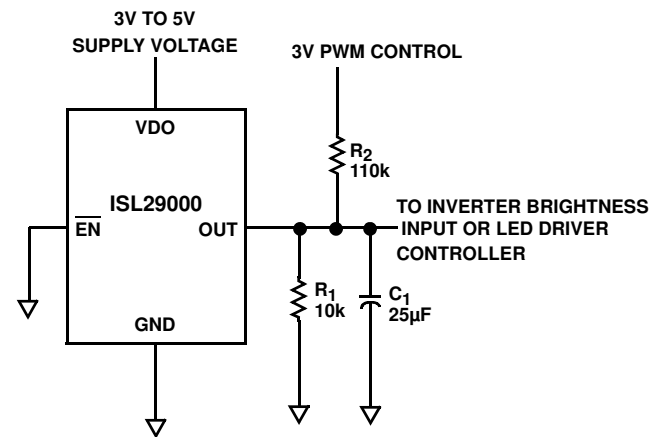 3V TO 5V
SUPPLY VOLTAGE
3V PWM CONTROL
VDO
R2
110k
ISL29000
EN
OUT
TO INVERTER BRIGHTNESS
INPUT OR LED DRIVER
CONTROLLER
R1
10k
C1
25µF
GND